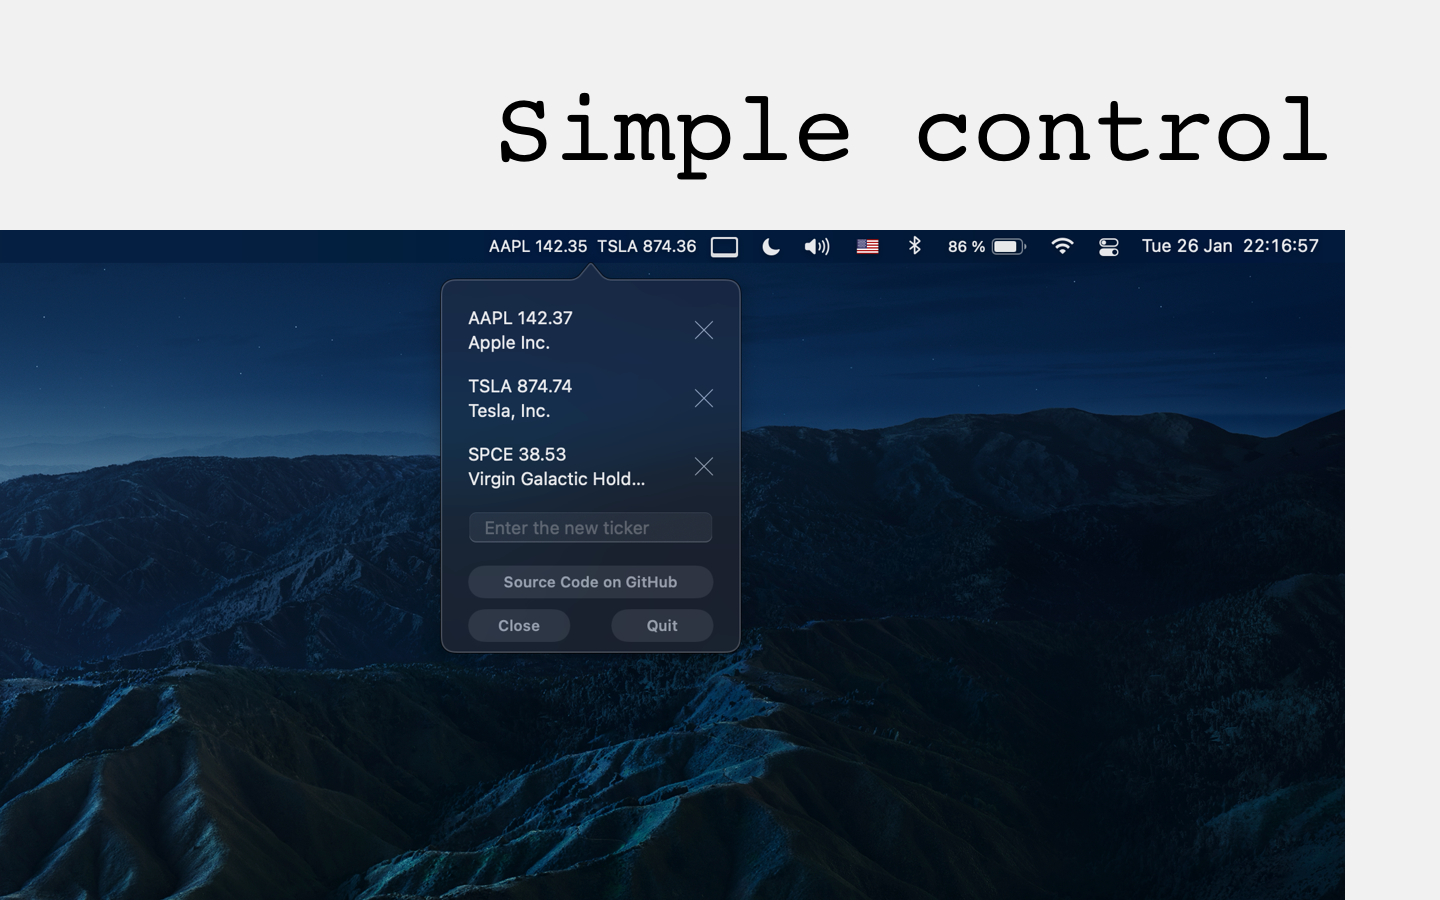 Simple control
AAPL 142.35 TSLA 874.36 86 % Tue 26 Jan 22:16:57
AAPL 142.37
Apple Inc.
TSLA 874.74
Tesla, Inc.
SPCE 38.53
Virgin Galactic Hold...
Enter the new ticker
Source Code on GitHub
Close Quit